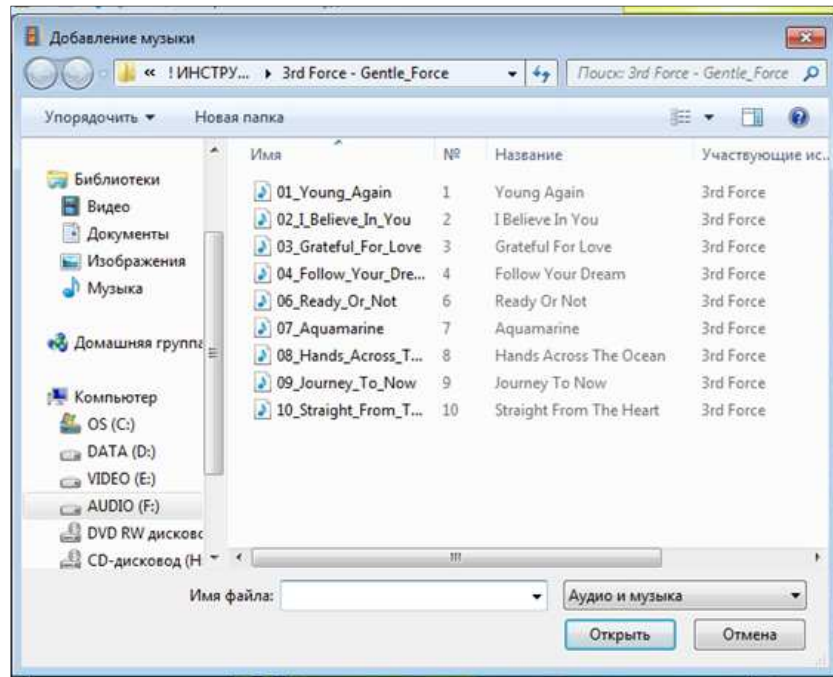 Добавление музыки
« ! ИНСТРУ... ▸ 3rd Force - Gentle_Force Поиск: 3rd Force - Gentle_Force
Упорядочить Новая папка
Имя № Название Участвующие ис..
Библиотеки
Видео
Документы
Изображения
Музыка
Домашняя группа
Компьютер
OS (C:)
DATA (D:)
VIDEO (E:)
AUDIO (F:)
DVD RW дисково
CD-дисковод (H
01_Young_Again 1 Young Again 3rd Force
02_I_Believe_In_You 2 I Believe In You 3rd Force
03_Grateful_For_Love 3 Grateful For Love 3rd Force
04_Follow_Your_Dre... 4 Follow Your Dream 3rd Force
06_Ready_Or_Not 6 Ready Or Not 3rd Force
07_Aquamarine 7 Aquamarine 3rd Force
08_Hands_Across_T... 8 Hands Across The Ocean 3rd Force
09_Journey_To_Now 9 Journey To Now 3rd Force
10_Straight_From_T... 10 Straight From The Heart 3rd Force
Имя файла: Аудио и музыка
Открыть Отмена